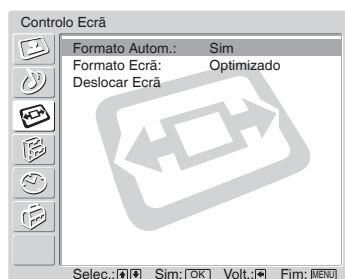 Controlo Ecrã
Formato Autom.: Sim
Formato Ecrã: Optimizado
Deslocar Ecrã
Selec.: Sim: OK Volt.: Fim: MENU